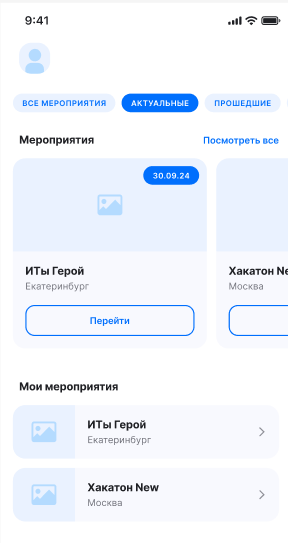 9:41
ВСЕ МЕРОПРИЯТИЯ АКТУАЛЬНЫЕ ПРОШЕДШИЕ
Мероприятия Посмотреть все
30.09.24
ИТы Герой
Екатеринбург
Перейти
Хакатон Ne
Москва
Мои мероприятия
ИТы Герой
Екатеринбург
Хакатон New
Москва